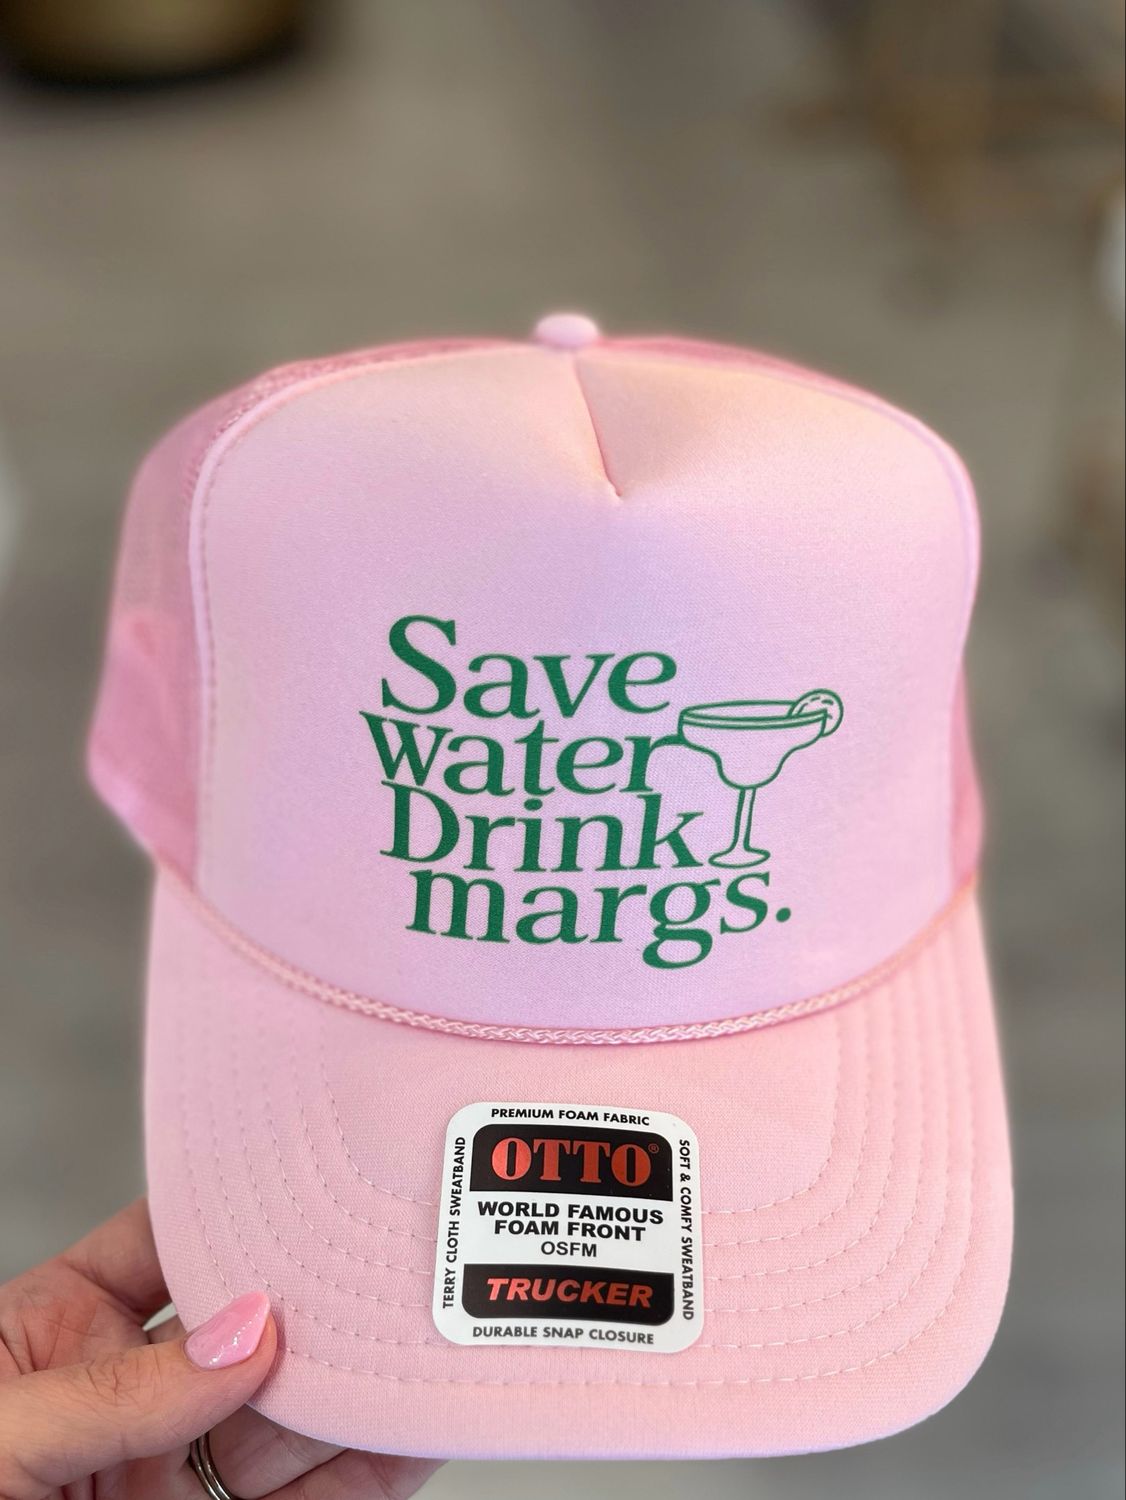 Save
water
Drink
margs.
PREMIUM FOAM FABRIC
TERRY CLOTH SWEATBAND
OTTO®
SOFT & COMFY SWEATBAND
WORLD FAMOUS
FOAM FRONT
OSFM
TRUCKER
DURABLE SNAP CLOSURE